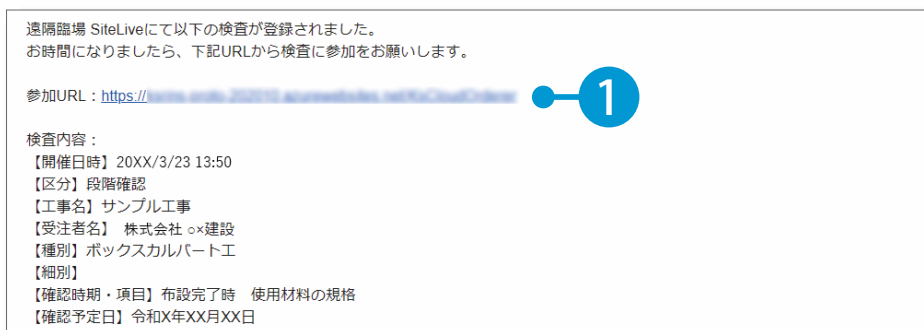 遠隔臨場 SiteLiveにて以下の検査が登録されました。
お時間になりましたら、下記URLから検査に参加をお願いします。
参加URL：https://
1
検査内容：
【開催日時】20XX/3/23 13:50
【区分】段階確認
【工事名】サンプル工事
【受注者名】 株式会社 ○×建設
【種別】ボックスカルバート工
【細別】
【確認時期・項目】布設完了時　使用材料の規格
【確認予定日】令和X年XX月XX日